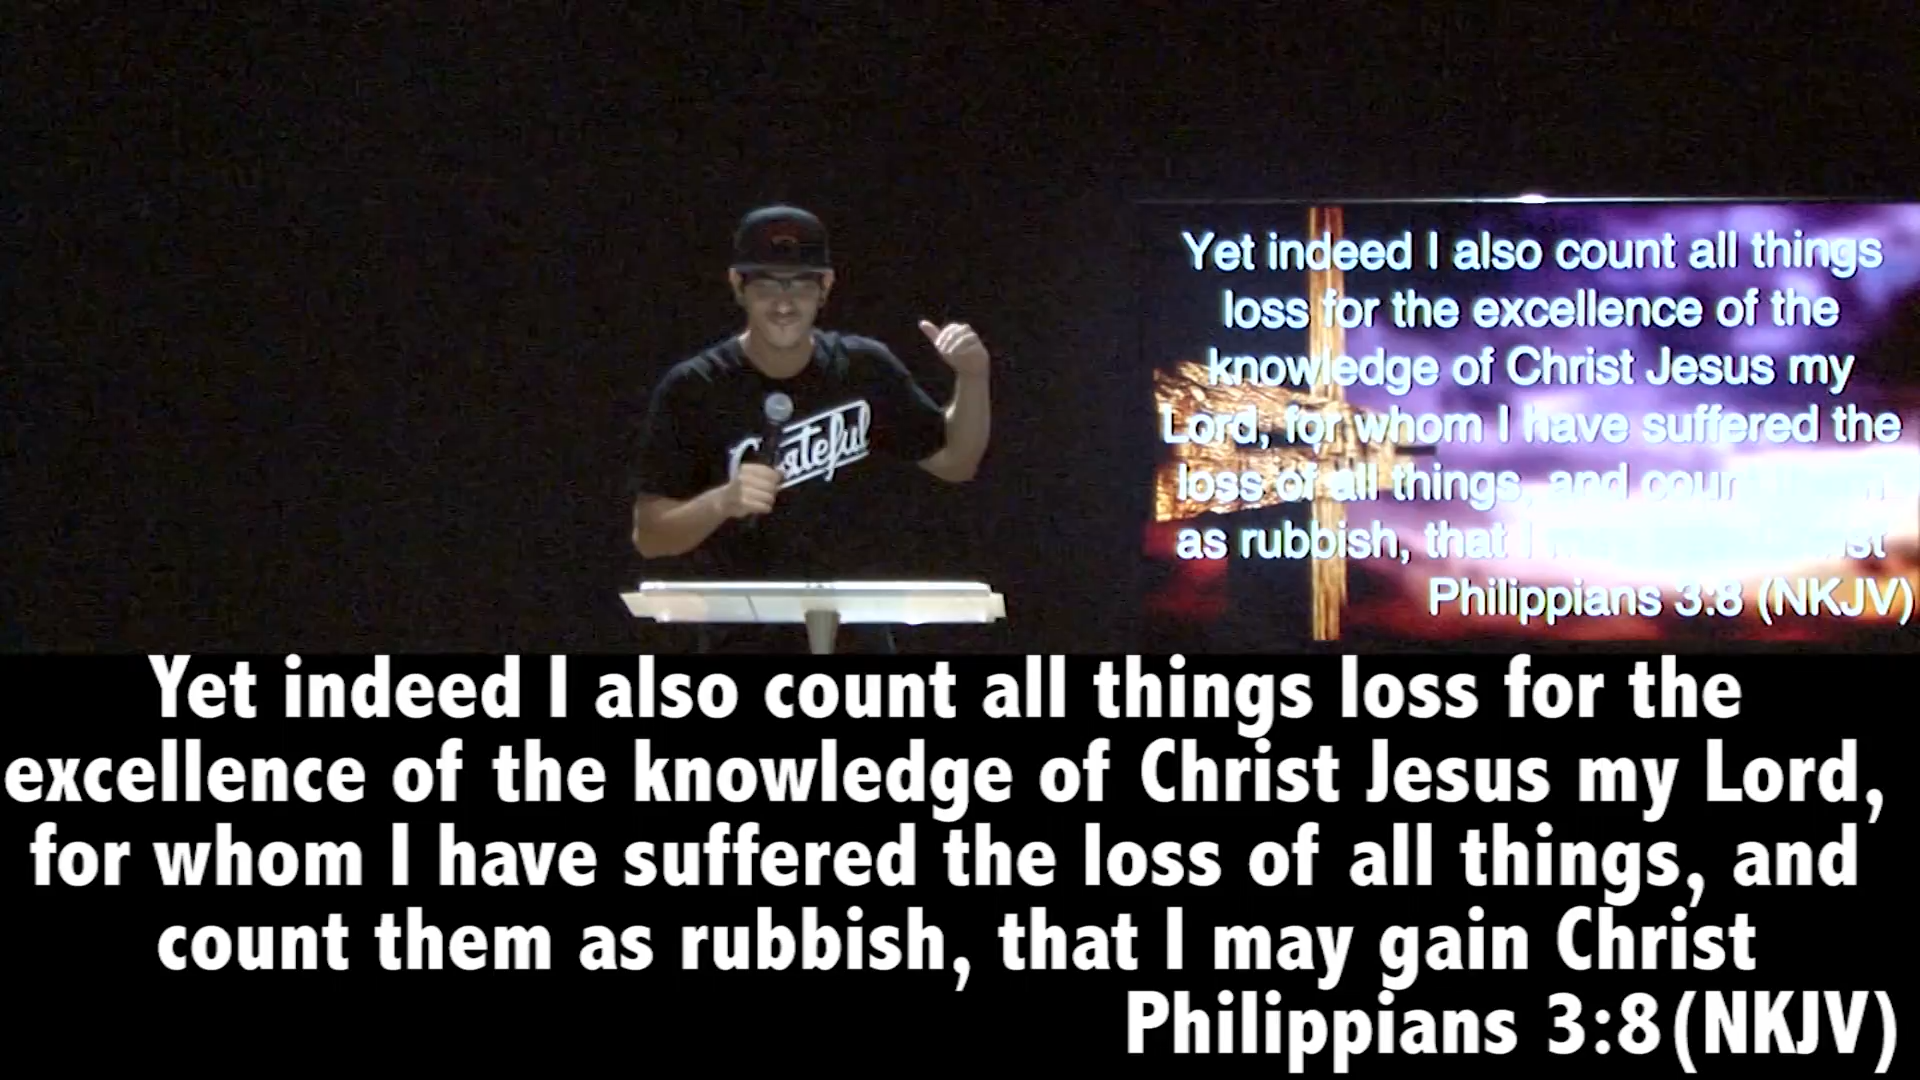 Grateful
Yet indeed I also count all things
loss for the excellence of the
knowledge of Christ Jesus my
Lord, for whom I have suffered the
loss of all things, and
as rubbish, that I
Philippians 3:8 (NKJV)
Yet indeed I also count all things loss for the
excellence of the knowledge of Christ Jesus my Lord,
for whom I have suffered the loss of all things, and
count them as rubbish, that I may gain Christ
Philippians 3:8 (NKJV)